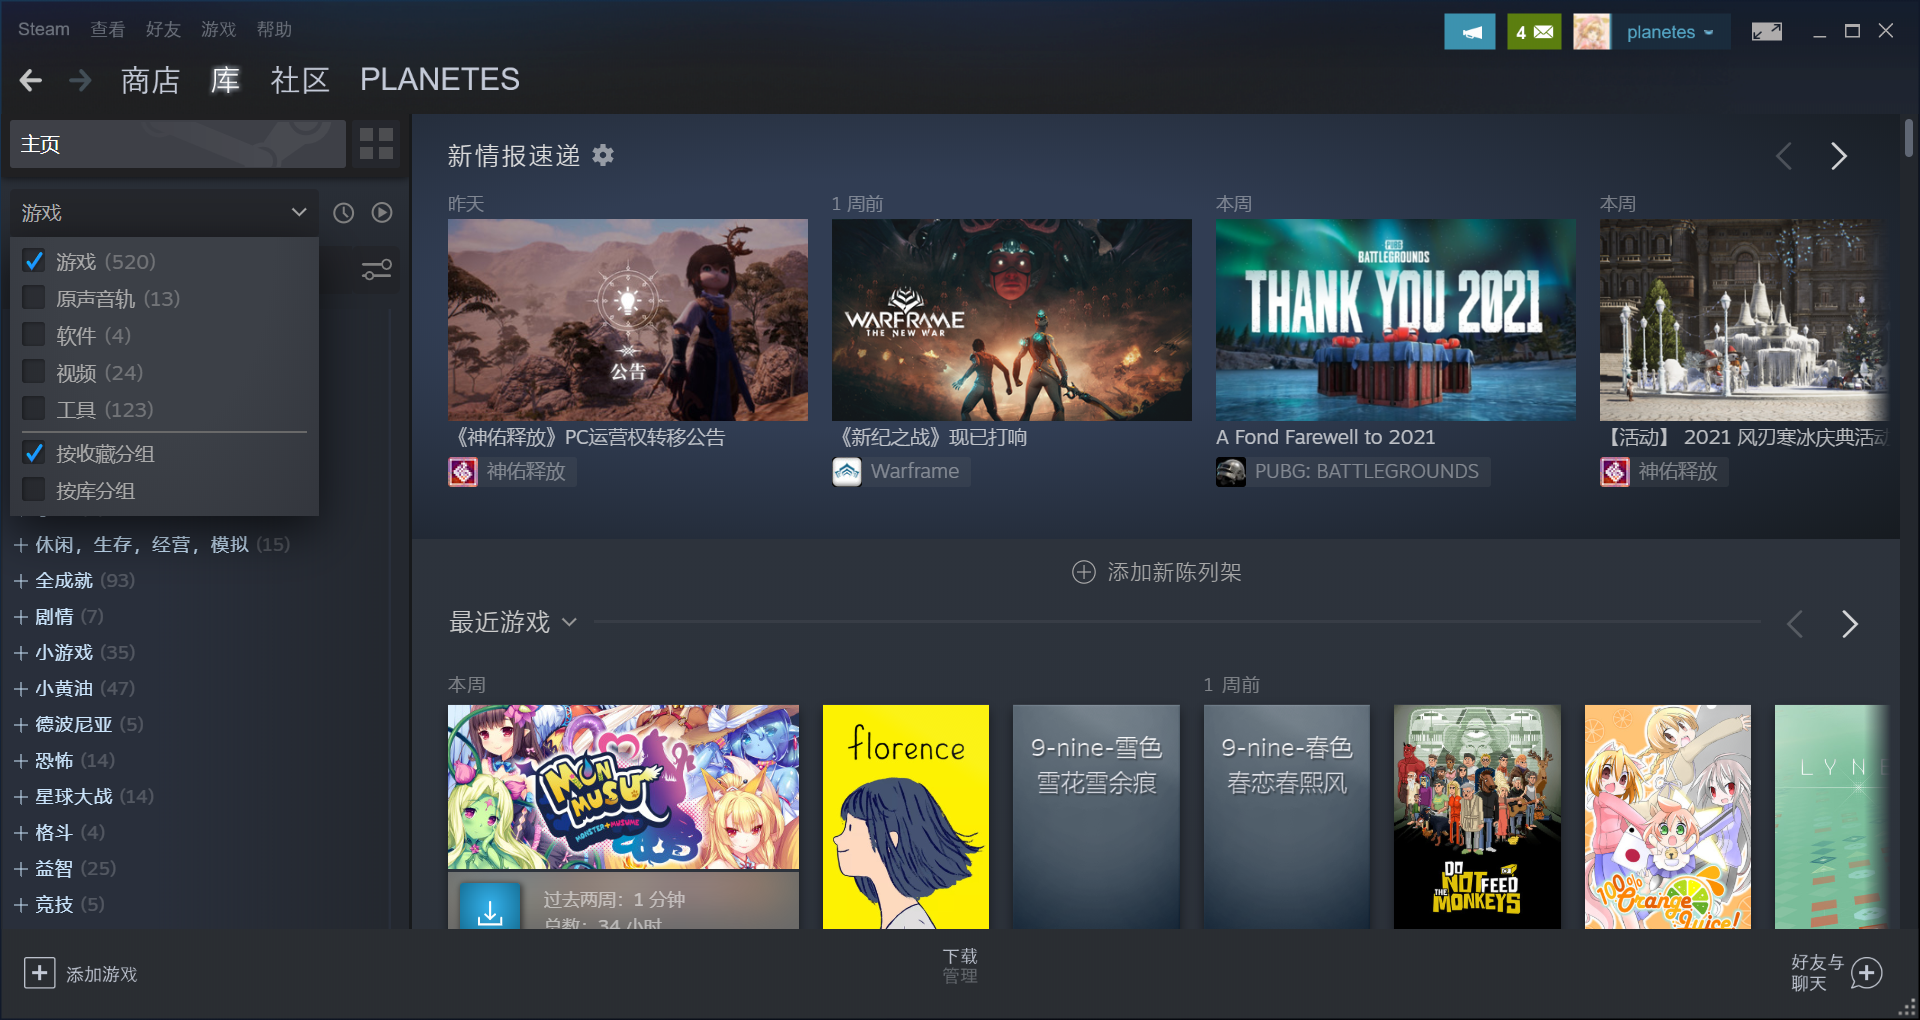 Steam 查看 好友 游戏 帮助
4 planetes
商店 库 社区 PLANETES
主页
游戏
游戏 (520)
原声音轨 (13)
软件 (4)
视频 (24)
工具 (123)
按收藏分组
按库分组
休闲，生存，经营，模拟 (15)
全成就 (93)
剧情 (7)
小游戏 (35)
小黄油 (47)
德波尼亚 (5)
恐怖 (14)
星球大战 (14)
格斗 (4)
益智 (25)
竞技 (5)
新情报速递
昨天
公告
《神佑释放》PC运营权转移公告
神佑释放
1 周前
WARFRAME
THE NEW WAR
《新纪之战》现已打响
Warframe
本周
PUBG
BATTLEGROUNDS
THANK YOU 2021
A Fond Farewell to 2021
PUBG: BATTLEGROUNDS
本周
【活动】 2021 风刃寒冰庆典活动
神佑释放
添加新陈列架
最近游戏
本周
MON MUSU
MONSTER+MUSUME
过去两周：1 分钟
总数：34 小时
florence
9-nine-雪色
雪花雪余痕
1 周前
9-nine-春色
春恋春熙风
DO NOT FEED
THE MONKEYS
100% Orange Juice!
LYNE
添加游戏
下载
管理
好友与
聊天